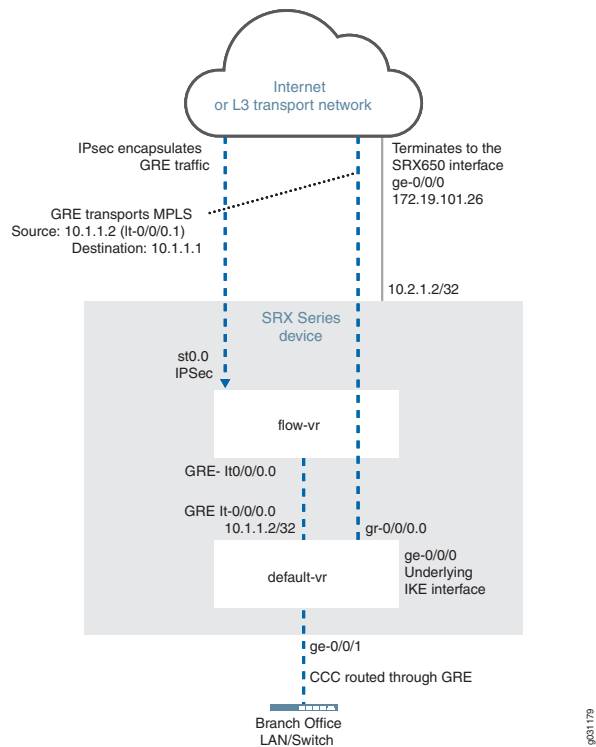 Internet
or L3 transport network
IPsec encapsulates
GRE traffic
Terminates to the
SRX650 interface
ge-0/0/0
172.19.101.26
GRE transports MPLS
Source: 10.1.1.2 (lt-0/0/0.1)
Destination: 10.1.1.1
10.2.1.2/32
SRX Series
device
st0.0
IPSec
flow-vr
GRE- lt0/0/0.0
GRE lt-0/0/0.0
10.1.1.2/32
gr-0/0/0.0
default-vr
ge-0/0/0
Underlying
IKE interface
ge-0/0/1
CCC routed through GRE
Branch Office
LAN/Switch
g031179